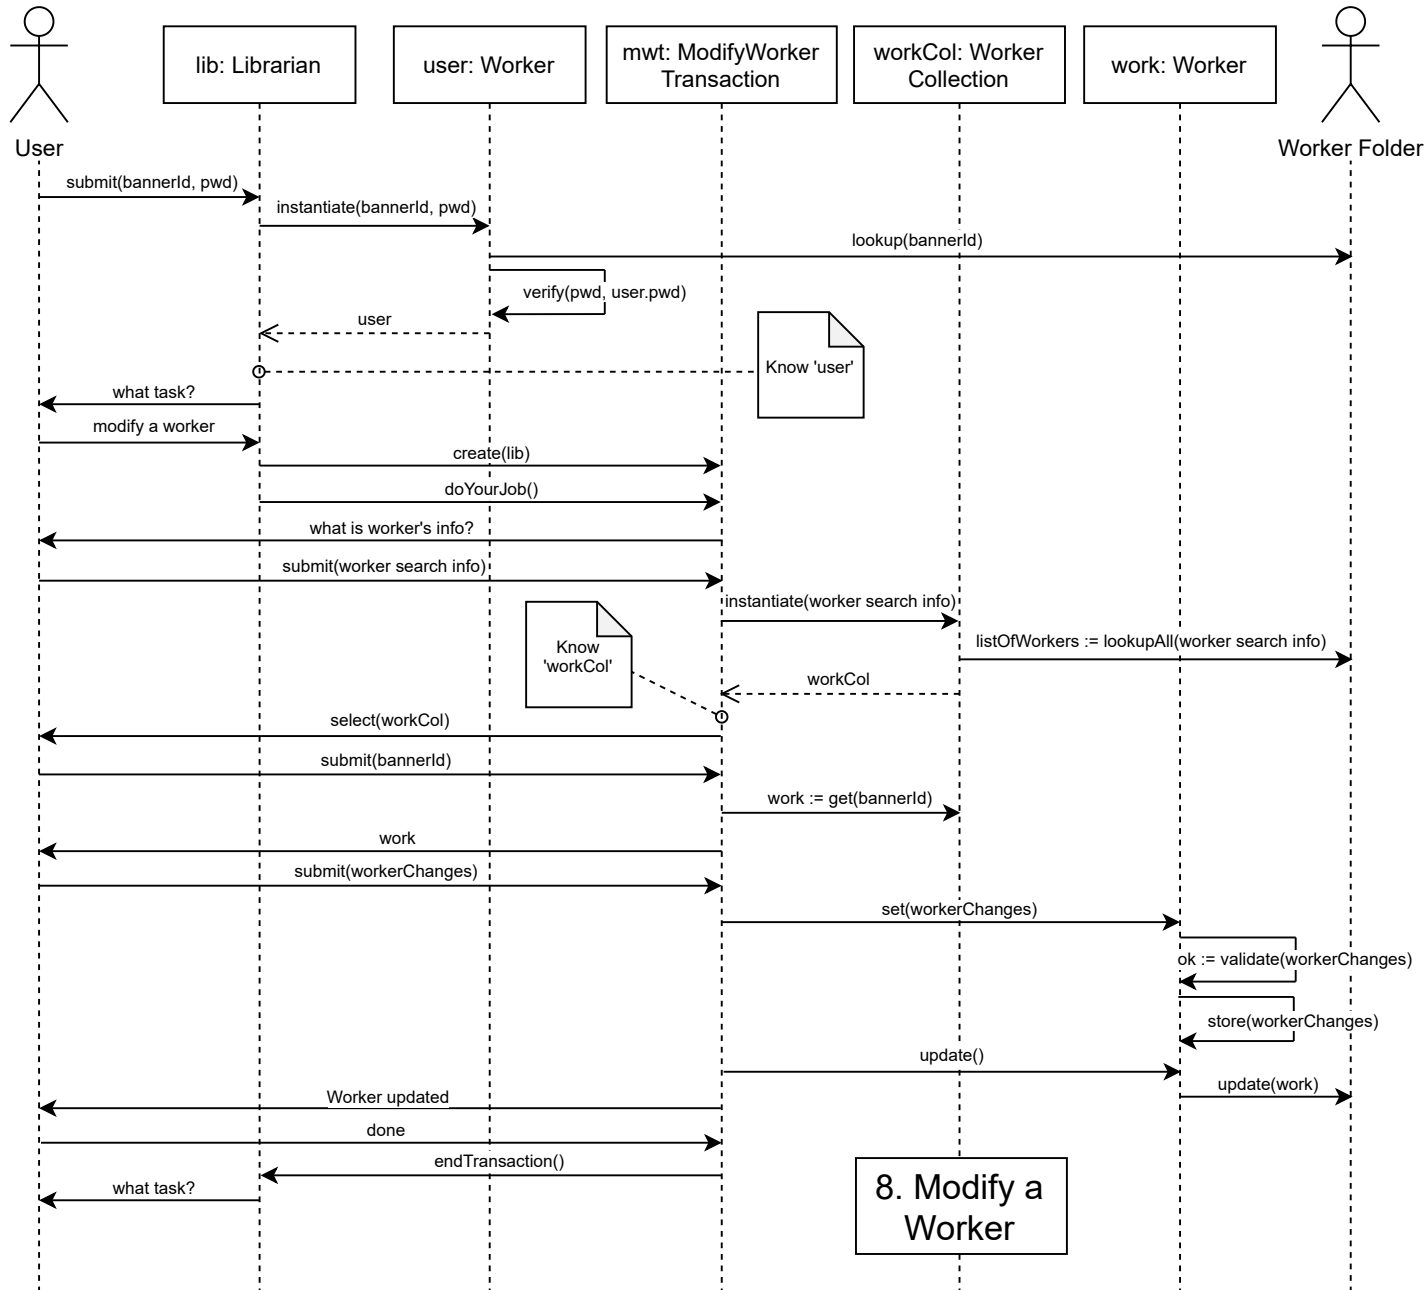 lib: Librarian
user: Worker
mwt: ModifyWorker
Transaction
workCol: Worker
Collection
work: Worker
User
Worker Folder
submit(bannerId, pwd)
instantiate(bannerId, pwd)
lookup(bannerId)
verify(pwd, user.pwd)
user
Know 'user'
what task?
modify a worker
create(lib)
doYourJob()
what is worker's info?
submit(worker search info)
instantiate(worker search info)
listOfWorkers := lookupAll(worker search info)
Know
'workCol'
workCol
select(workCol)
submit(bannerId)
work := get(bannerId)
work
submit(workerChanges)
set(workerChanges)
ok := validate(workerChanges)
store(workerChanges)
update()
update(work)
Worker updated
done
endTransaction()
what task?
8. Modify a
Worker